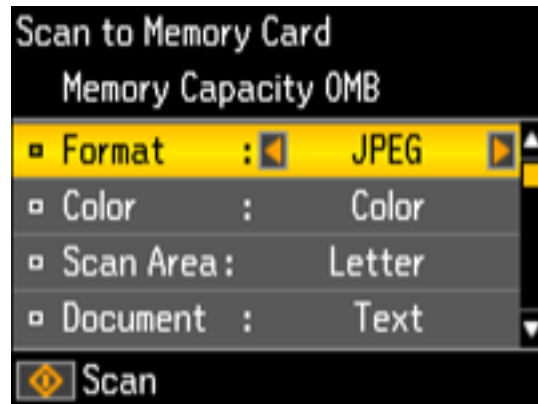 Scan to Memory Card
Memory Capacity 0MB
Format : JPEG
Color : Color
Scan Area : Letter
Document : Text
Scan